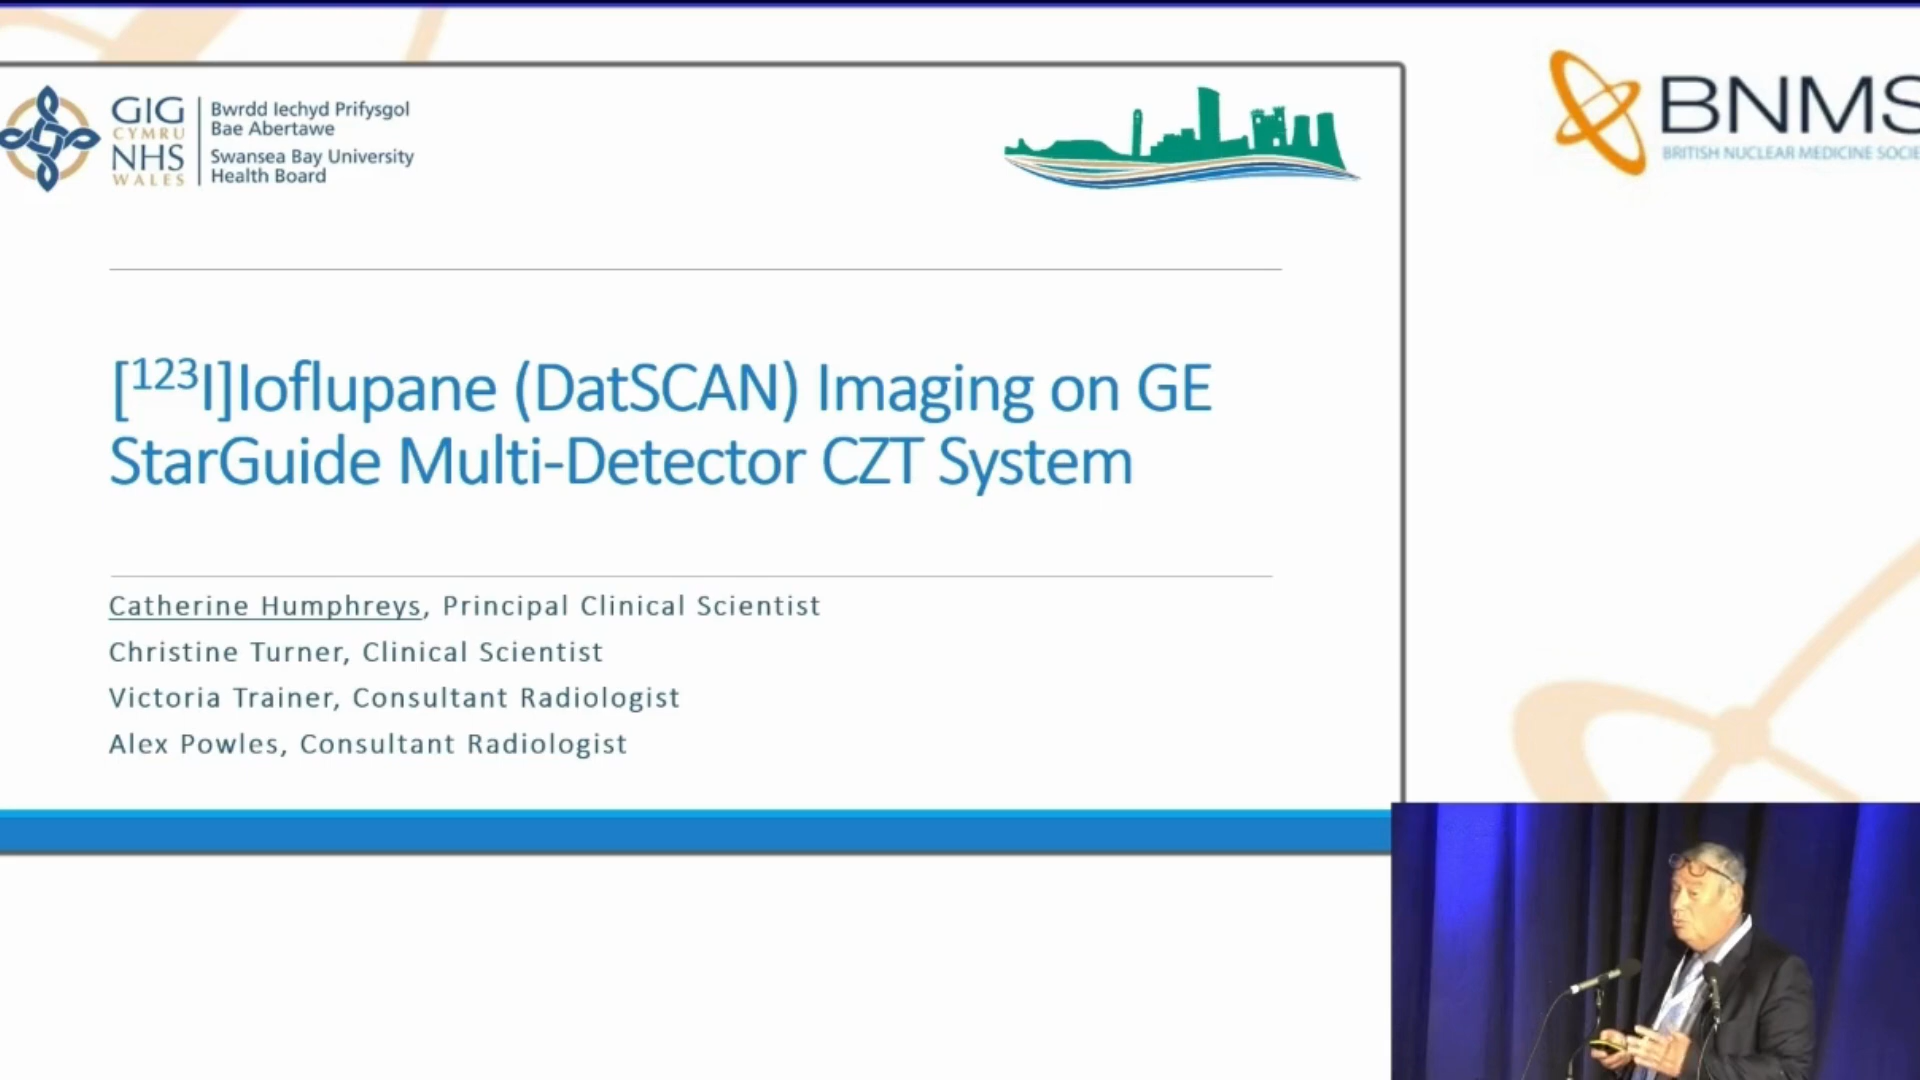 GIG
CYMRU
NHS
WALES
Bwrdd Iechyd Prifysgol
Bae Abertawe
Swansea Bay University
Health Board
BNMS
BRITISH NUCLEAR MEDICINE SOCIE
[¹²³I]Ioflupane (DatSCAN) Imaging on GE
StarGuide Multi-Detector CZT System
Catherine Humphreys, Principal Clinical Scientist
Christine Turner, Clinical Scientist
Victoria Trainer, Consultant Radiologist
Alex Powles, Consultant Radiologist